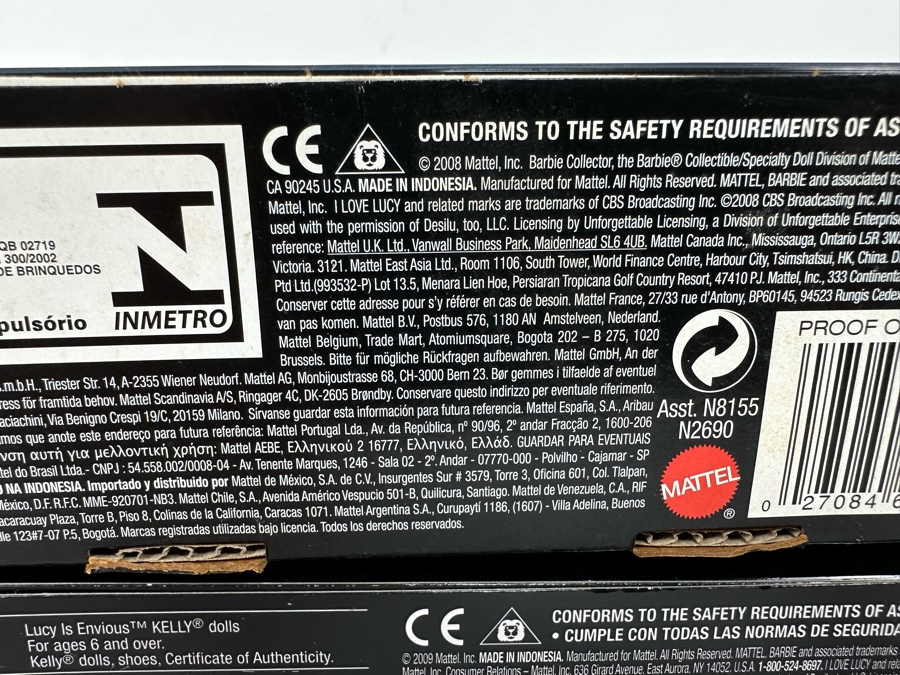 CE
CONFORMS TO THE SAFETY REQUIREMENTS OF AS
© 2008 Mattel, Inc. Barbie Collector, the Barbie® Collectible/Specialty Doll Division of Matte
CA 90245 U.S.A. MADE IN INDONESIA. Manufactured for Mattel. All Rights Reserved. MATTEL, BARBIE and associated tra
Mattel, Inc. I LOVE LUCY and related marks are trademarks of CBS Broadcasting Inc. ©2008 CBS Broadcasting Inc. All r
used with the permission of Desilu, too, LLC. Licensing by Unforgettable Licensing, a Division of Unforgettable Enterprise
reference: Mattel U.K. Ltd., Vanwall Business Park, Maidenhead SL6 4UB. Mattel Canada Inc., Mississauga, Ontario L5R 3W2
Victoria. 3121. Mattel East Asia Ltd., Room 1106, South Tower, World Finance Centre, Harbour City, Tsimshatsui, HK, China. D
Ptd Ltd.(993532-P) Lot 13.5, Menara Lien Hoe, Persiaran Tropicana Golf Country Resort, 47410 PJ. Mattel, Inc., 333 Continenta
Conserver cette adresse pour s'y référer en cas de besoin. Mattel France, 27/33 rue d'Antony, BP60145, 94523 Rungis Cedex
van pas komen. Mattel B.V., Postbus 576, 1180 AN Amstelveen, Nederland.
Mattel Belgium, Trade Mart, Atomiumsquare, Bogota 202 – B 275, 1020
Brussels. Bitte für mögliche Rückfragen aufbewahren. Mattel GmbH, An der
.m.b.H., Triester Str. 14, A-2355 Wiener Neudorf. Mattel AG, Monbijoustrasse 68, CH-3000 Bern 23. Bør gemmes i tilfælde af eventuel
ress för framtida behov. Mattel Scandinavia A/S, Ringager 4C, DK-2605 Brøndby. Conservare questo indirizzo per eventuale riferimento.
aciachini, Via Benigno Crespi 19/C, 20159 Milano. Sírvanse guardar esta información para futura referencia. Mattel España, S.A., Aribau
mos que anote este endereço para futura referência: Mattel Portugal Lda., Av. da República, nº 90/96, 2º andar Fracção 2, 1600-206
νση αυτή για μελλοντική χρήση: Mattel AEBE, Ελληνικού 2 16777, Ελληνικό, Ελλάδ. GUARDAR PARA EVENTUAIS
tel do Brasil Ltda.- CNPJ : 54.558.002/0008-04 - Av. Tenente Marques, 1246 - Sala 02 - 2º. Andar - 07770-000 - Polvilho - Cajamar - SP
O NA INDONESIA. Importado y distribuido por Mattel de México, S.A. de C.V., Insurgentes Sur # 3579, Torre 3, Oficina 601, Col. Tlalpan,
México, D.F. R.F.C. MME-920701-NB3. Mattel Chile, S.A., Avenida Américo Vespucio 501-B, Quilicura, Santiago. Mattel de Venezuela, C.A., RIF
acaracuay Plaza, Torre B, Piso 8, Colinas de la California, Caracas 1071. Mattel Argentina S.A., Curupaytí 1186, (1607) - Villa Adelina, Buenos
lle 123#7-07 P.5, Bogotá. Marcas registradas utilizadas bajo licencia. Todos los derechos reservados.
QB 02719
300/2002
DE BRINQUEDOS
pulsório
INMETRO
Asst. N8155
N2690
MATTEL
®
PROOF O
0 27084 6
Lucy Is Envious™ KELLY® dolls
For ages 6 and over.
Kelly® dolls, shoes, Certificate of Authenticity.
CE
CONFORMS TO THE SAFETY REQUIREMENTS OF AS
• CUMPLE CON TODAS LAS NORMAS DE SEGURIDA
© 2009 Mattel, Inc. MADE IN INDONESIA. Manufactured for Mattel. All Rights Reserved. MATTEL, BARBIE and associated trademarks
Mattel, Inc. Consumer Relations – Mattel, Inc. 636 Girard Avenue, East Aurora, NY 14052, U.S.A. 1-800-524-8697. I LOVE LUCY and rela